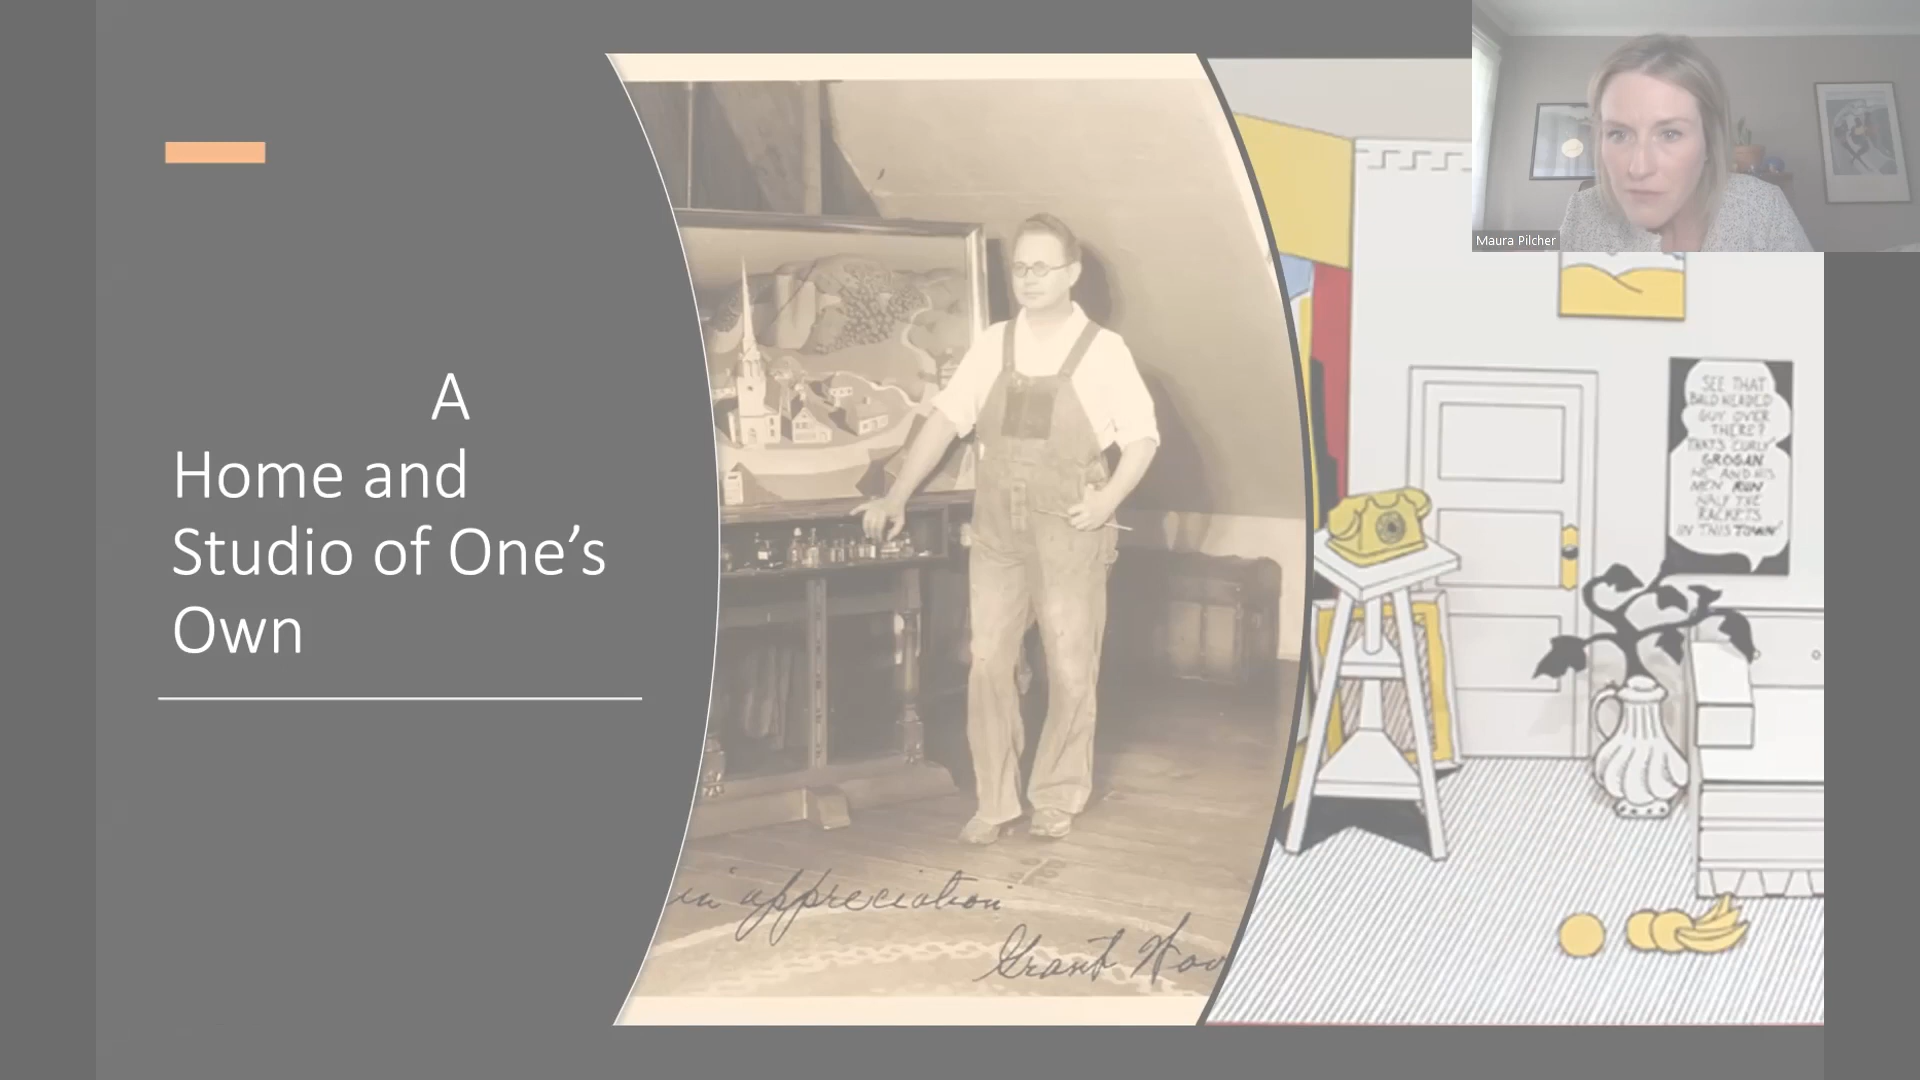 A
Home and
Studio of One's
Own
in appreciation
Grant Woo
Maura Pilcher
SEE THAT
BALD HEADED
GUY OVER
THERE?
THAT'S 'CURLY'
GROGAN
HE AND HIS
MEN RUN
HALF THE
RACKETS
IN THIS TOWN!